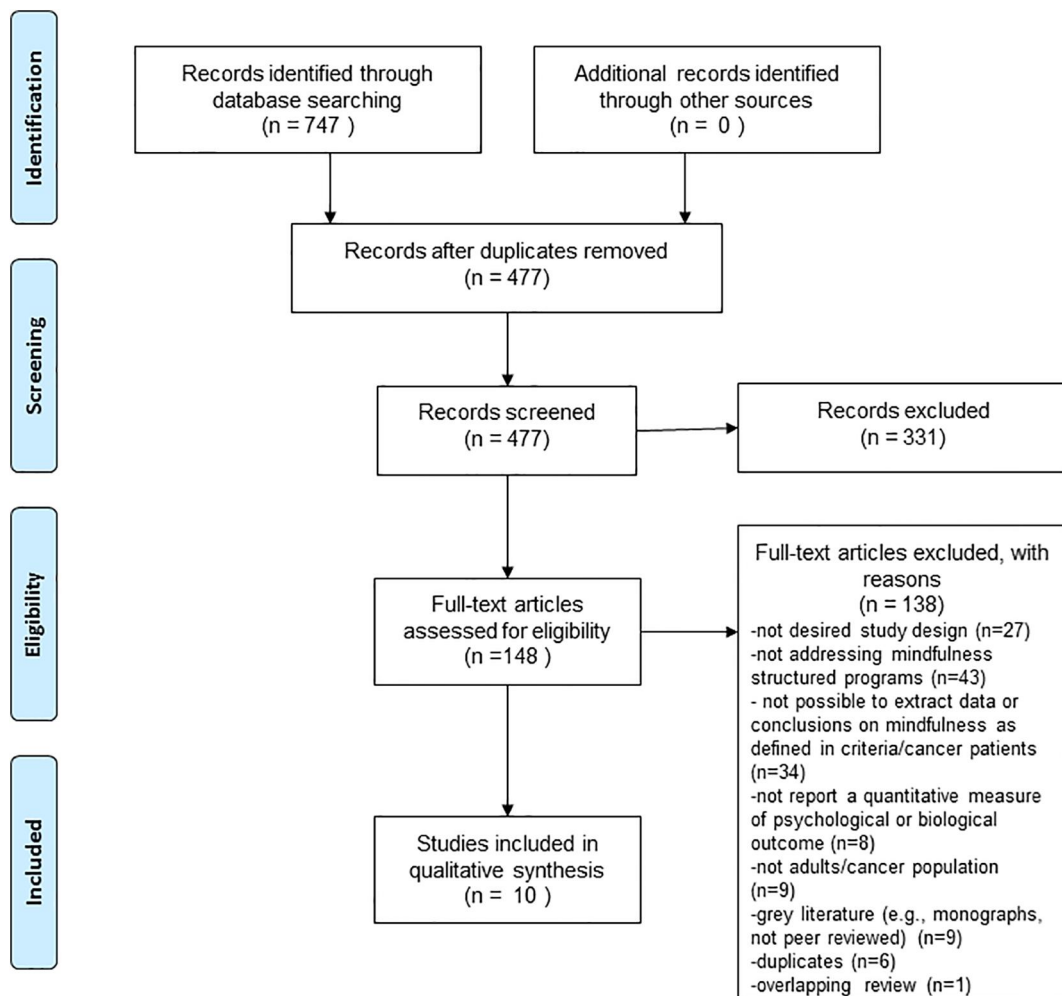 Identification
Records identified through
database searching
(n = 747 )
Additional records identified
through other sources
(n = 0 )
Records after duplicates removed
(n = 477)
Screening
Records screened
(n = 477)
Records excluded
(n = 331)
Eligibility
Full-text articles
assessed for eligibility
(n =148 )
Full-text articles excluded, with
reasons
(n = 138)
-not desired study design (n=27)
-not addressing mindfulness
structured programs (n=43)
- not possible to extract data or
conclusions on mindfulness as
defined in criteria/cancer patients
(n=34)
-not report a quantitative measure
of psychological or biological
outcome (n=8)
-not adults/cancer population
(n=9)
-grey literature (e.g., monographs,
not peer reviewed) (n=9)
-duplicates (n=6)
-overlapping review (n=1)
Included
Studies included in
qualitative synthesis
(n = 10 )